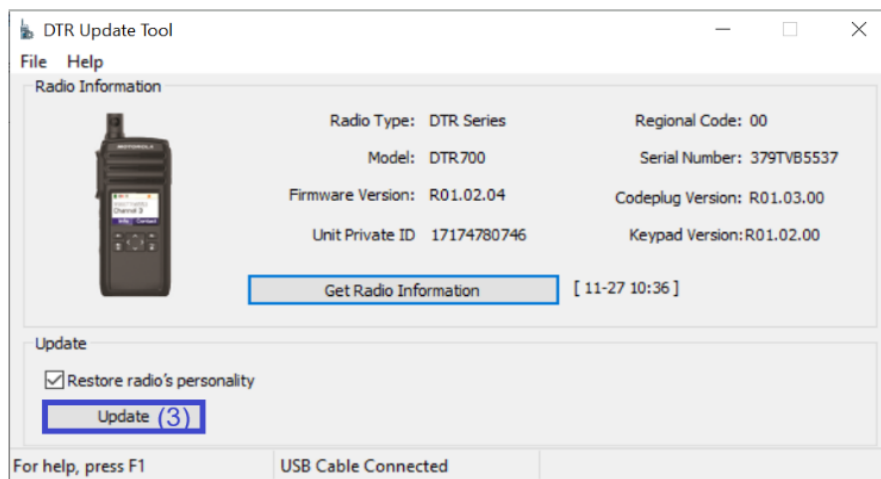 DTR Update Tool
File Help
Radio Information
Radio Type: DTR Series Regional Code: 00
Model: DTR700 Serial Number: 379TVB5537
Firmware Version: R01.02.04 Codeplug Version: R01.03.00
Unit Private ID 17174780746 Keypad Version:R01.02.00
MOTOROLA
Channel 3
Get Radio Information [ 11-27 10:36 ]
Update
Restore radio's personality
Update (3)
For help, press F1 USB Cable Connected